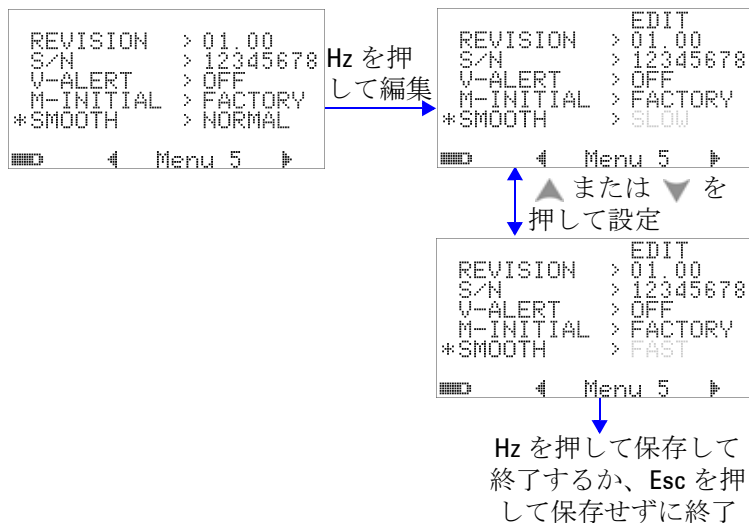 REVISION > 01.00
S/N > 12345678
V-ALERT > OFF
M-INITIAL > FACTORY
*SMOOTH > NORMAL
Menu 5
Hz を押
して編集
EDIT
REVISION > 01.00
S/N > 12345678
V-ALERT > OFF
M-INITIAL > FACTORY
*SMOOTH > SLOW
Menu 5
または を
押して設定
EDIT
REVISION > 01.00
S/N > 12345678
V-ALERT > OFF
M-INITIAL > FACTORY
*SMOOTH > FAST
Menu 5
Hz を押して保存して
終了するか、Esc を押
して保存せずに終了